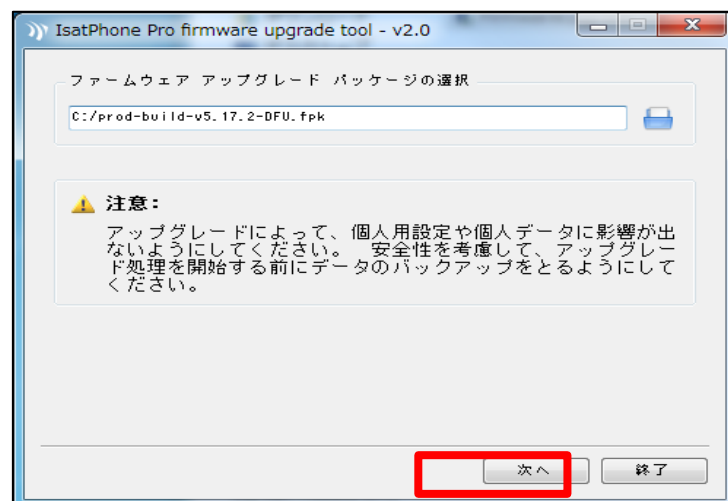 IsatPhone Pro firmware upgrade tool - v2.0
ファームウェア アップグレード パッケージの選択
C:/prod-build-v5.17.2-DFU.fpk
注意:
アップグレードによって、個人用設定や個人データに影響が出
ないようにしてください。 安全性を考慮して、アップグレー
ド処理を開始する前にデータのバックアップをとるようにして
ください。
次へ
終了